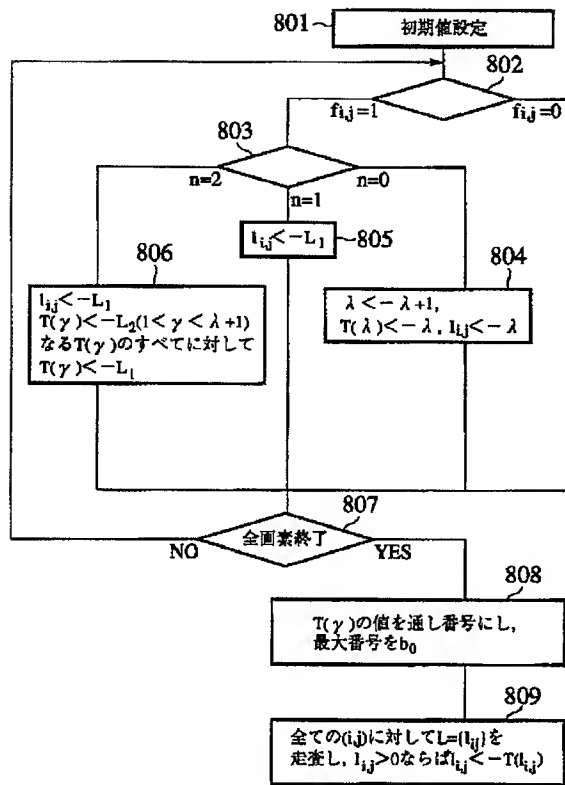 801
初期値設定
802
fi,j=1
fi,j=0
803
n=2
n=1
n=0
li,j<-L1
805
806
li,j<-L1
T(γ)<-L2(1<γ<λ+1)
なるT(γ)のすべてに対して
T(γ)<-L1
804
λ<-λ+1,
T(λ)<-λ, li,j<-λ
807
全画素終了
NO
YES
808
T(γ)の値を通し番号にし,
最大番号をb0
809
全ての(i,j)に対してL={lij}を
走査し, li,j>0ならばli,j<-T(li,j)